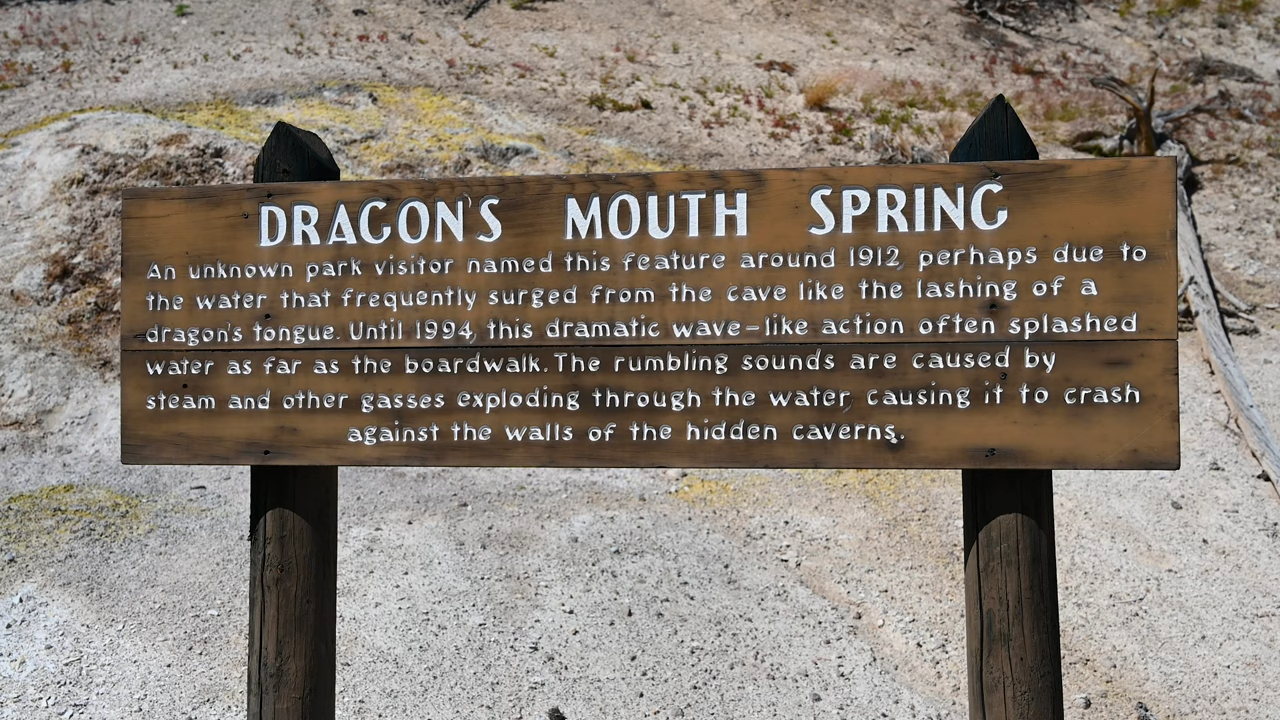 DRAGON'S MOUTH SPRING
An unknown park visitor named this feature around 1912, perhaps due to
the water that frequently surged from the cave like the lashing of a
dragon's tongue. Until 1994, this dramatic wave-like action often splashed
water as far as the boardwalk. The rumbling sounds are caused by
steam and other gasses exploding through the water, causing it to crash
against the walls of the hidden caverns.